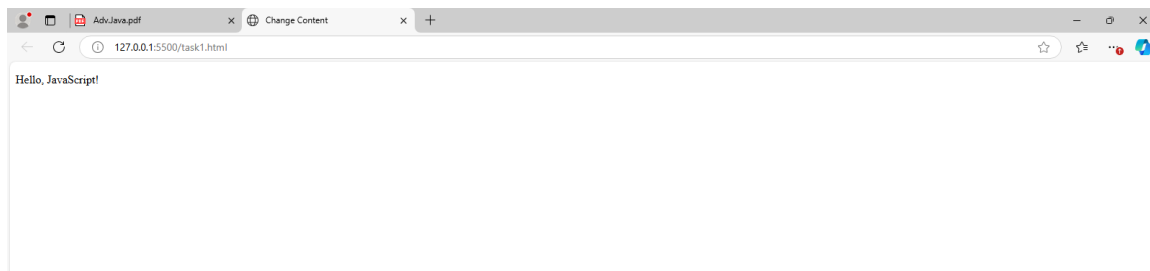 Adv.Java.pdf
Change Content
127.0.0.1:5500/task1.html
Hello, JavaScript!